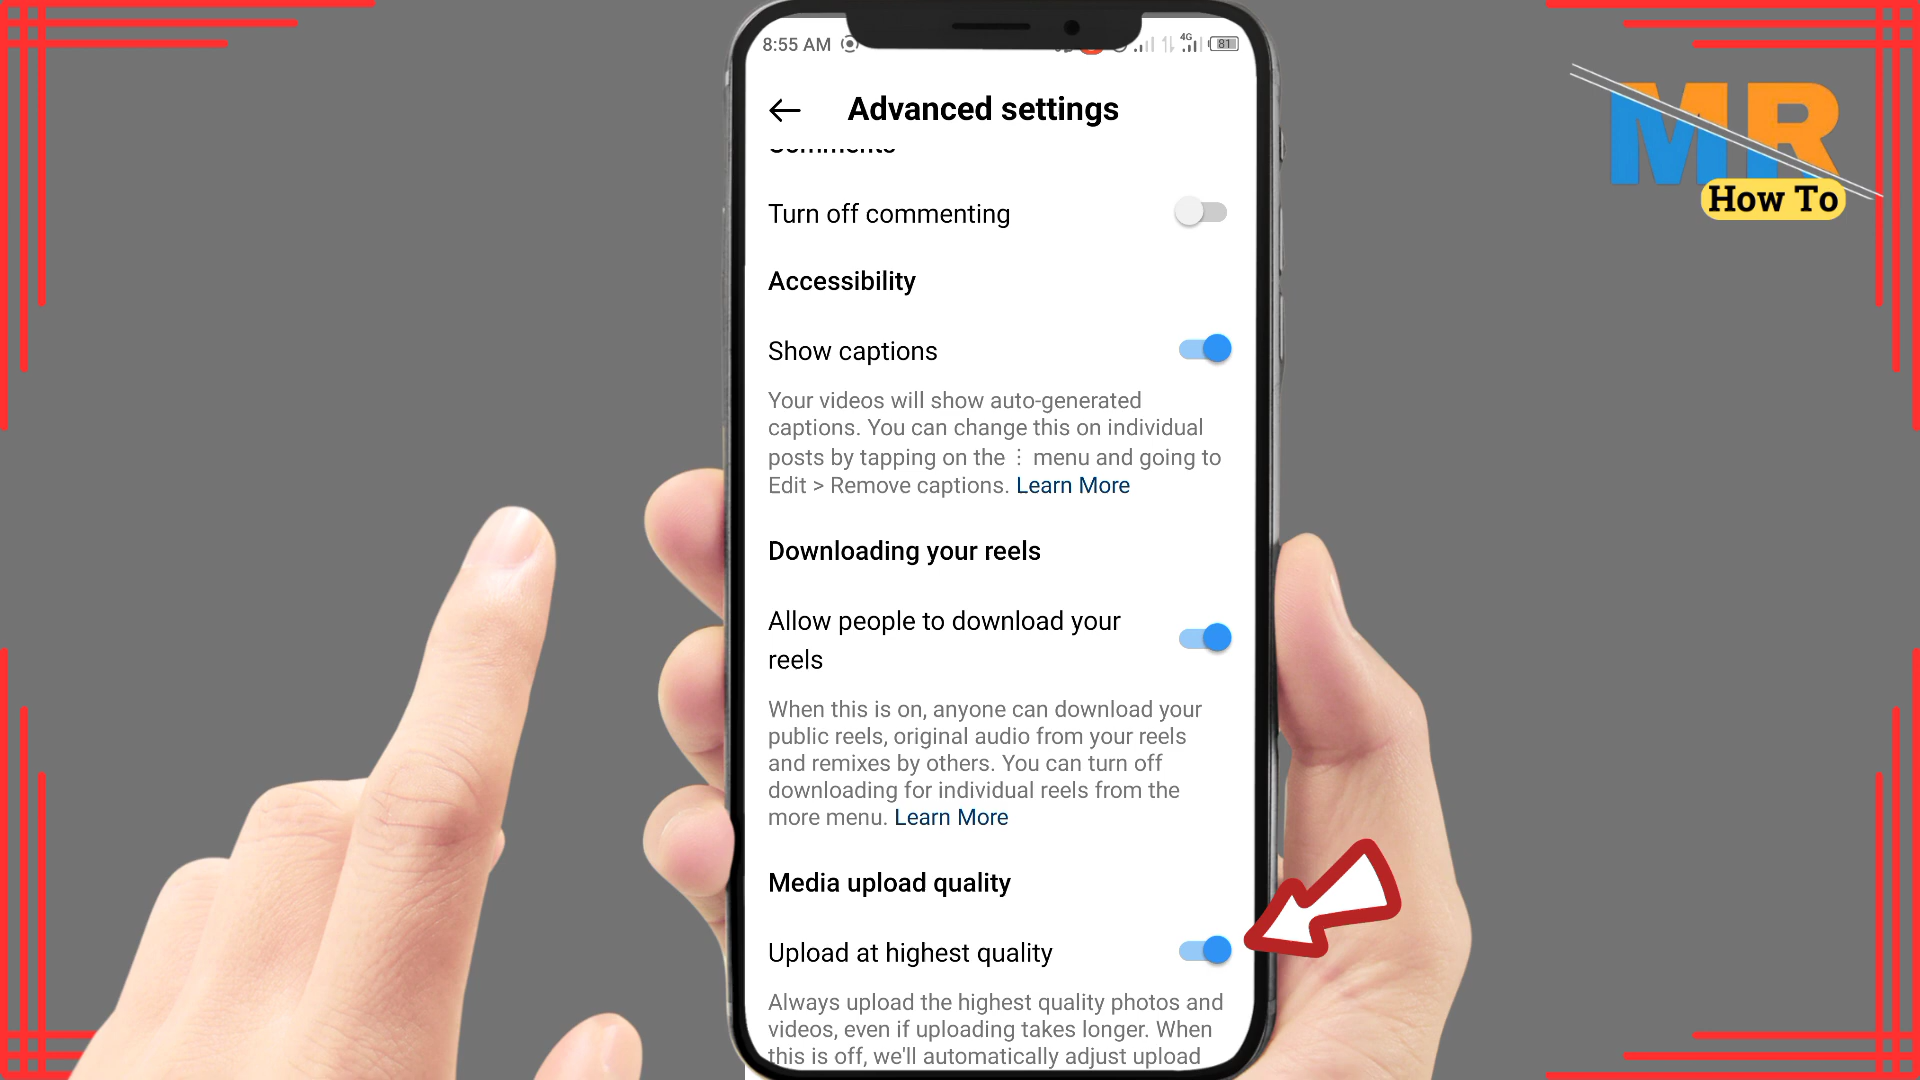 8:55 AM
4G
81
Advanced settings
Comments
Turn off commenting
Accessibility
Show captions
Your videos will show auto-generated
captions. You can change this on individual
posts by tapping on the ⋮ menu and going to
Edit > Remove captions. Learn More
Downloading your reels
Allow people to download your
reels
When this is on, anyone can download your
public reels, original audio from your reels
and remixes by others. You can turn off
downloading for individual reels from the
more menu. Learn More
Media upload quality
Upload at highest quality
Always upload the highest quality photos and
videos, even if uploading takes longer. When
this is off, we'll automatically adjust upload
MR
How To